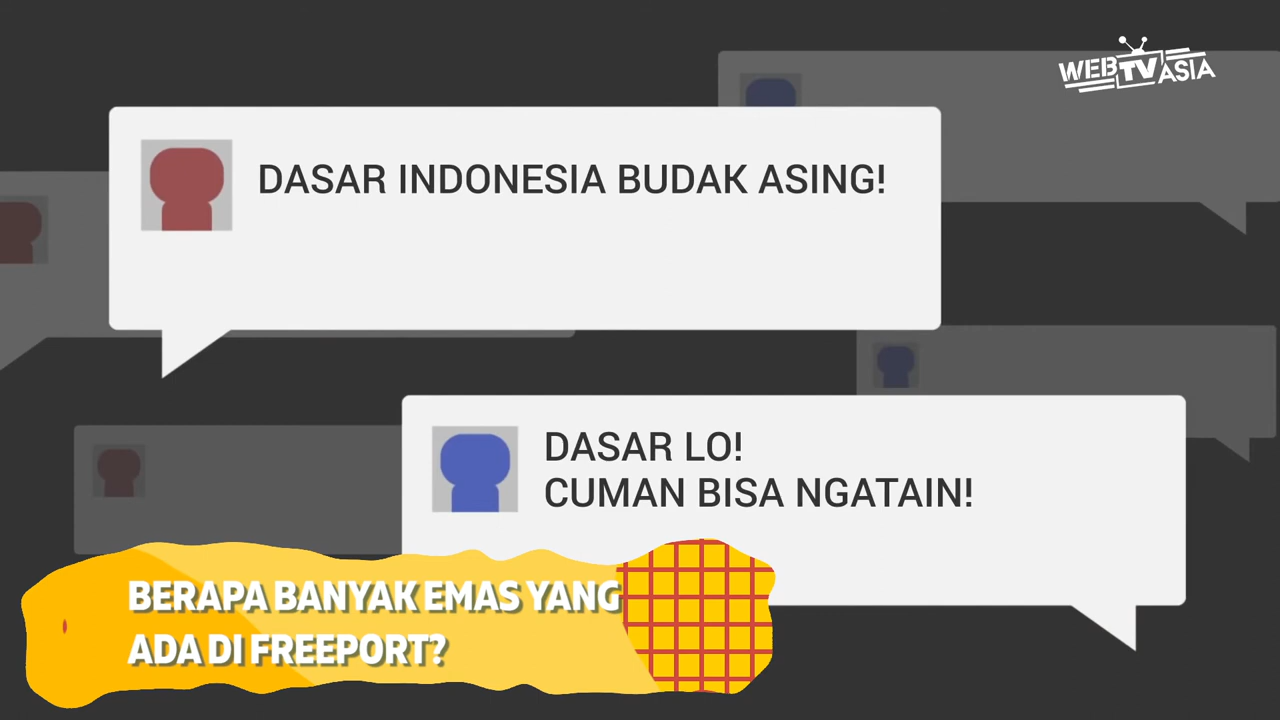 WEBTVASIA
DASAR INDONESIA BUDAK ASING!
DASAR LO!
CUMAN BISA NGATAIN!
BERAPA BANYAK EMAS YANG
ADA DI FREEPORT?